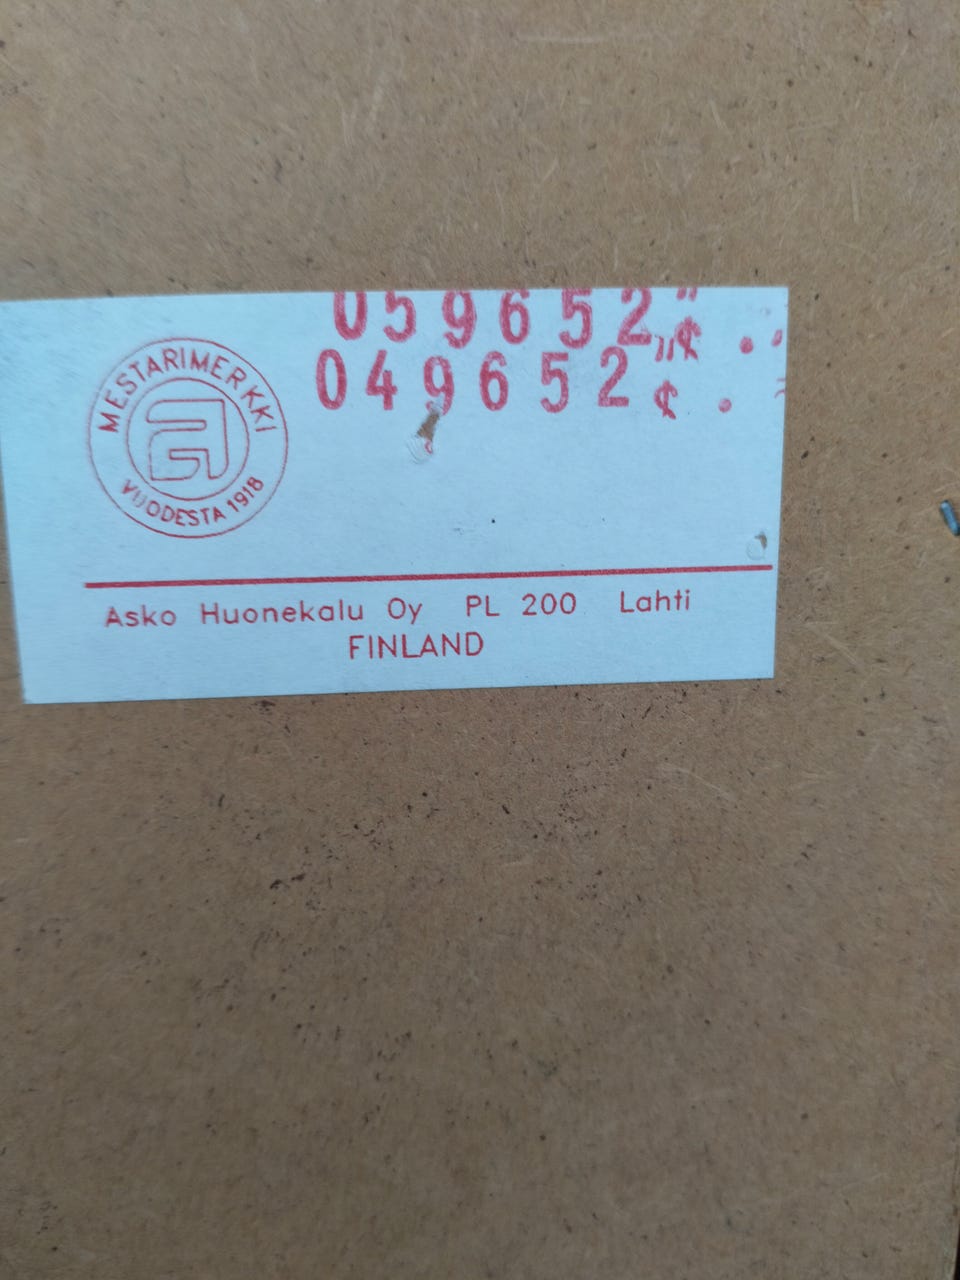 059652
049652
MESTARIMERKKI
a
VUODESTA 1918
Asko Huonekalu Oy PL 200 Lahti
FINLAND